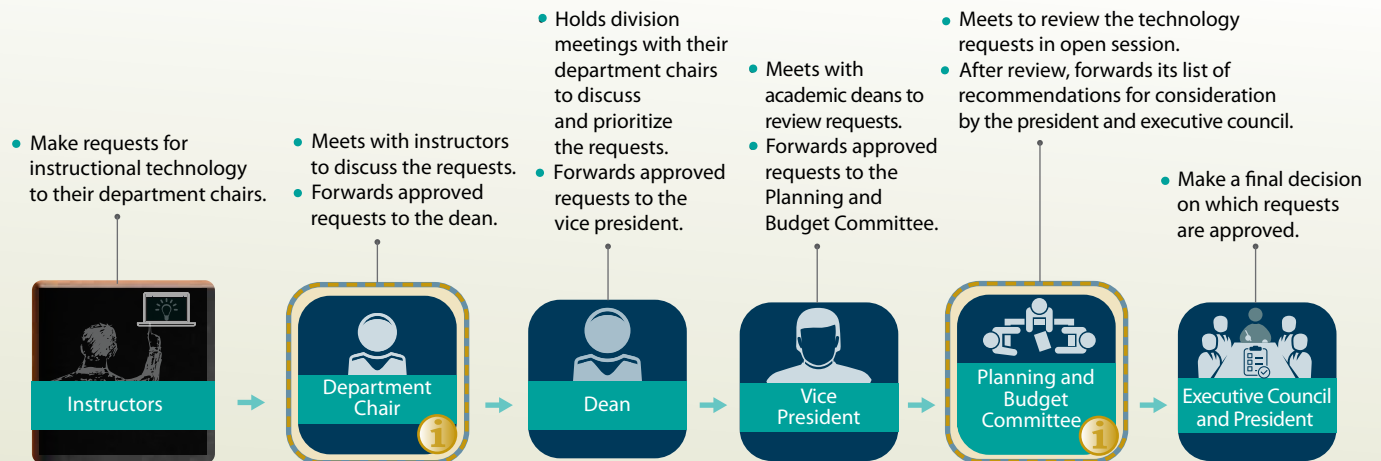 • Make requests for
instructional technology
to their department chairs.
Instructors
• Meets with instructors
to discuss the requests.
• Forwards approved
requests to the dean.
Department
Chair
i
• Holds division
meetings with their
department chairs
to discuss
and prioritize
the requests.
• Forwards approved
requests to the
vice president.
Dean
• Meets with
academic deans to
review requests.
• Forwards approved
requests to the
Planning and
Budget Committee.
Vice
President
• Meets to review the technology
requests in open session.
• After review, forwards its list of
recommendations for consideration
by the president and executive council.
Planning and
Budget
Committee
i
• Make a final decision
on which requests
are approved.
Executive Council
and President